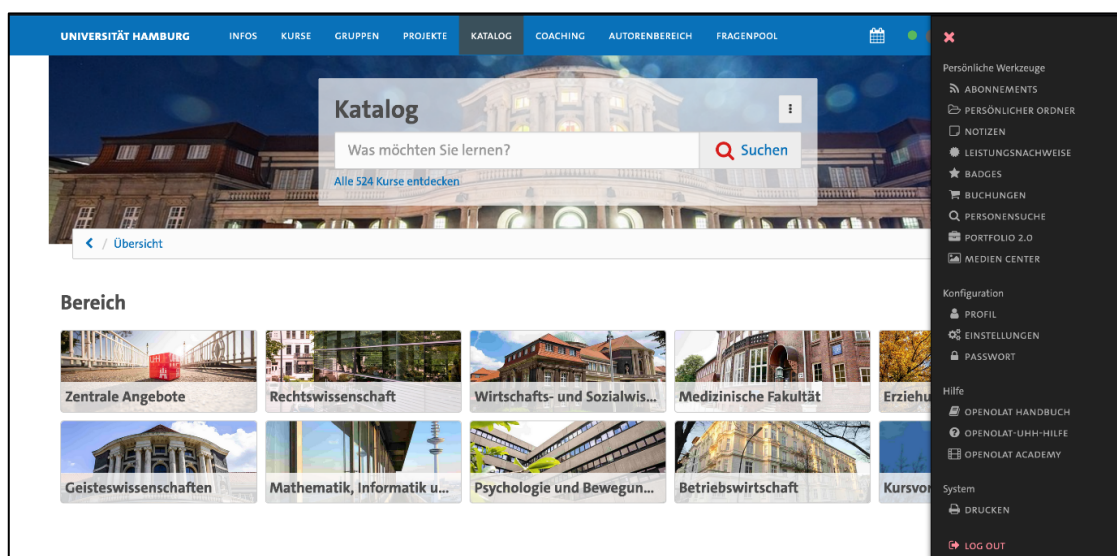 UNIVERSITÄT HAMBURG INFOS KURSE GRUPPEN PROJEKTE KATALOG COACHING AUTORENBEREICH FRAGENPOOL
Katalog
Was möchten Sie lernen? Suchen
Alle 524 Kurse entdecken
/ Übersicht
Bereich
Zentrale Angebote
Rechtswissenschaft
Wirtschafts- und Sozialwis...
Medizinische Fakultät
Erziehu
Geisteswissenschaften
Mathematik, Informatik u...
Psychologie und Bewegun...
Betriebswirtschaft
Kursvor
Persönliche Werkzeuge
ABONNEMENTS
PERSÖNLICHER ORDNER
NOTIZEN
LEISTUNGSNACHWEISE
BADGES
BUCHUNGEN
PERSONENSUCHE
PORTFOLIO 2.0
MEDIEN CENTER
Konfiguration
PROFIL
EINSTELLUNGEN
PASSWORT
Hilfe
OPENOLAT HANDBUCH
OPENOLAT-UHH-HILFE
OPENOLAT ACADEMY
System
DRUCKEN
LOG OUT